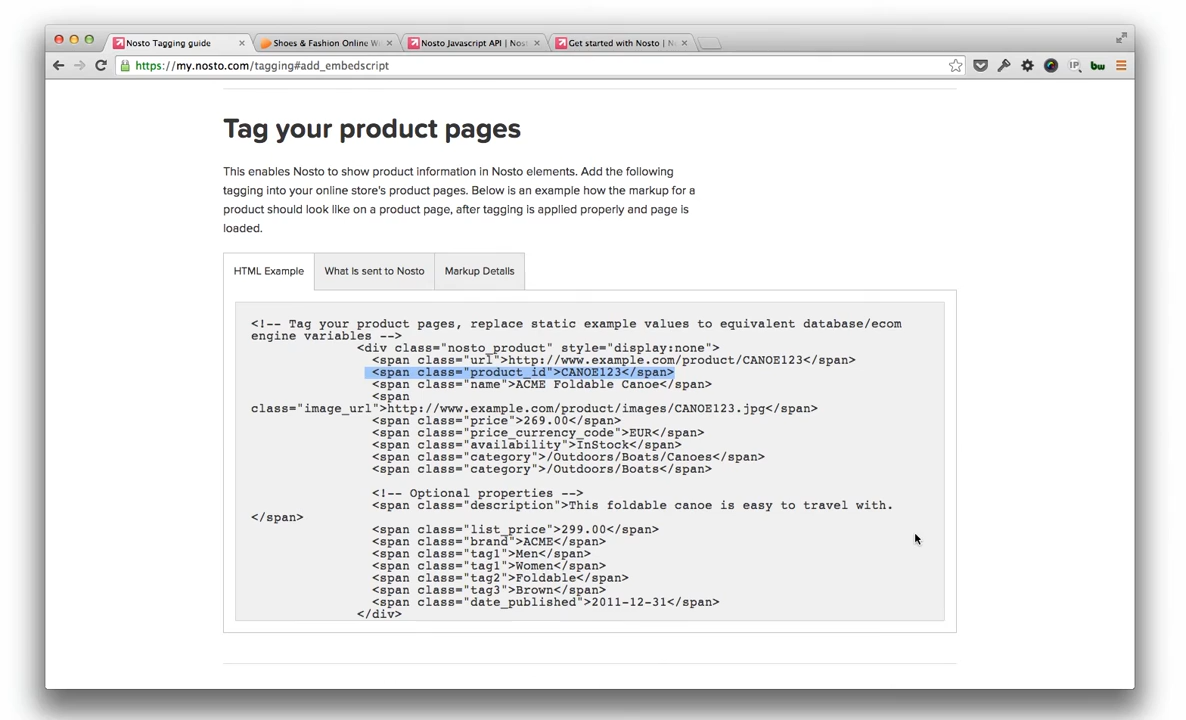 Nosto Tagging guide
Shoes & Fashion Online W
Nosto Javascript API | Nos
Get started with Nosto | N
https://my.nosto.com/tagging#add_embedscript
IP
bw
Tag your product pages
This enables Nosto to show product information in Nosto elements. Add the following
tagging into your online store's product pages. Below is an example how the markup for a
product should look like on a product page, after tagging is applied properly and page is
loaded.
HTML Example
What is sent to Nosto
Markup Details
<!-- Tag your product pages, replace static example values to equivalent database/ecom
engine variables -->
<div class="nosto_product" style="display:none">
<span class="url">http://www.example.com/product/CANOE123</span>
<span class="product_id">CANOE123</span>
<span class="name">ACME Foldable Canoe</span>
<span
class="image_url">http://www.example.com/product/images/CANOE123.jpg</span>
<span class="price">269.00</span>
<span class="price_currency_code">EUR</span>
<span class="availability">InStock</span>
<span class="category">/Outdoors/Boats/Canoes</span>
<span class="category">/Outdoors/Boats</span>
<!-- Optional properties -->
<span class="description">This foldable canoe is easy to travel with.
</span>
<span class="list_price">299.00</span>
<span class="brand">ACME</span>
<span class="tag1">Men</span>
<span class="tag1">Women</span>
<span class="tag2">Foldable</span>
<span class="tag3">Brown</span>
<span class="date_published">2011-12-31</span>
</div>